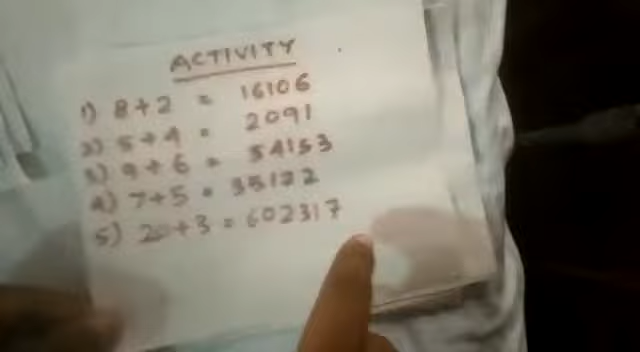 ACTIVITY
1) 8+2 = 16106
2) 5+4 = 2091
3) 9+6 = 54153
4) 7+5 = 35122
5) 20+3 = 602317